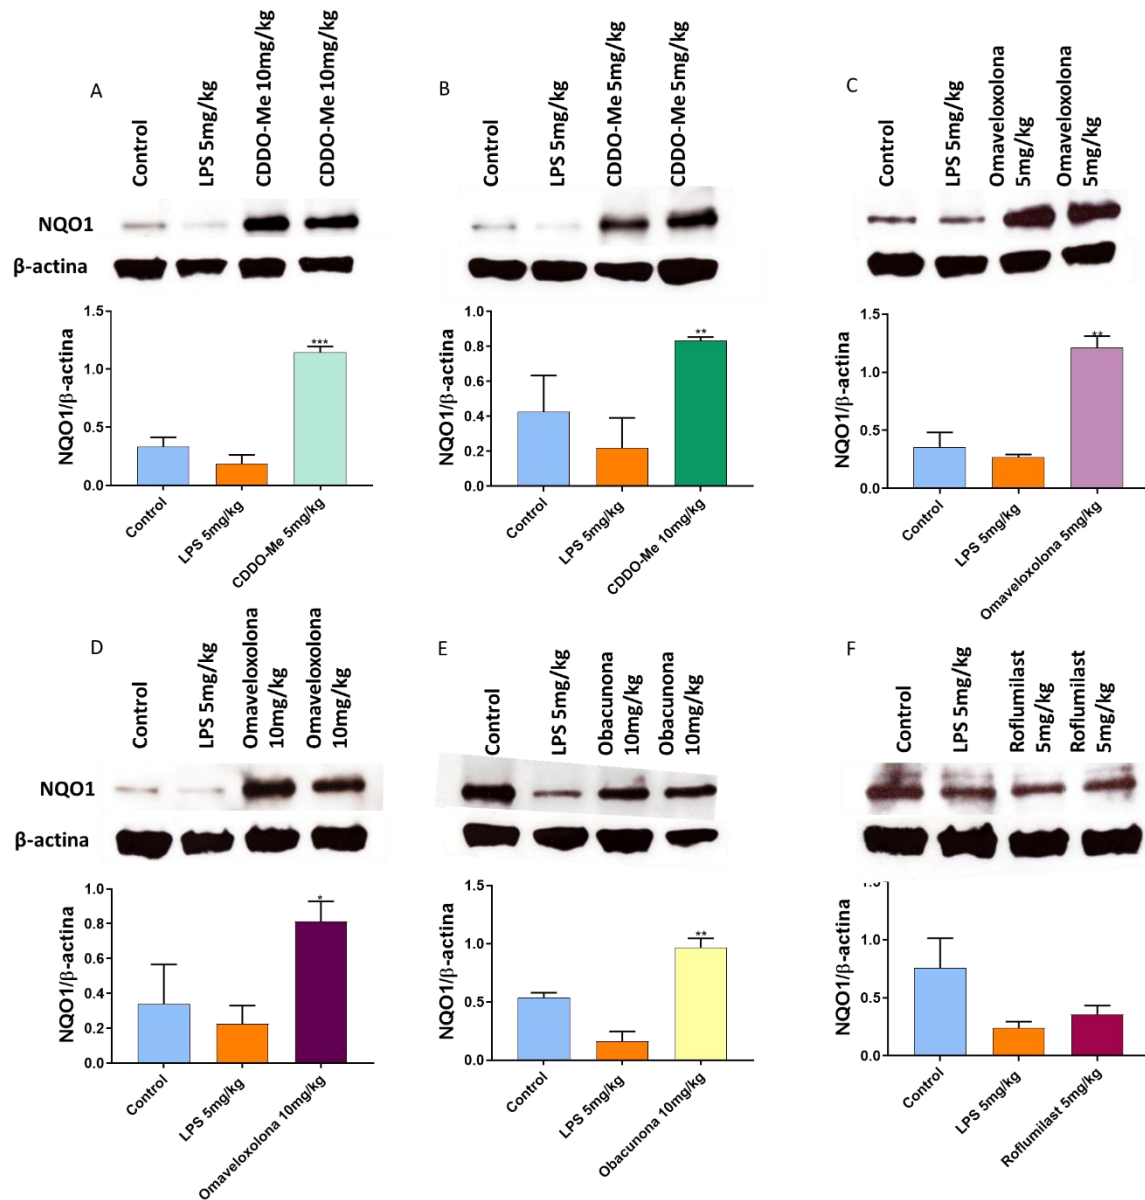 A
Control
LPS 5mg/kg
CDDO-Me 10mg/kg
CDDO-Me 10mg/kg
NQO1
β-actina
NQO1/β-actina
1.5
1.0
0.5
0.0
***
Control
LPS 5mg/kg
CDDO-Me 5mg/kg
B
Control
LPS 5mg/kg
CDDO-Me 5mg/kg
CDDO-Me 5mg/kg
NQO1/β-actina
1.0
0.8
0.6
0.4
0.2
0.0
**
Control
LPS 5mg/kg
CDDO-Me 10mg/kg
C
Control
LPS 5mg/kg
Omaveloxolona
5mg/kg
Omaveloxolona
5mg/kg
NQO1/β-actina
1.5
1.0
0.5
0.0
**
Control
LPS 5mg/kg
Omaveloxolona 5mg/kg
D
Control
LPS 5mg/kg
Omaveloxolona
10mg/kg
Omaveloxolona
10mg/kg
NQO1
β-actina
NQO1/β-actina
1.0
0.8
0.6
0.4
0.2
0.0
*
Control
LPS 5mg/kg
Omaveloxolona 10mg/kg
E
Control
LPS 5mg/kg
Obacunona
10mg/kg
Obacunona
10mg/kg
NQO1/β-actina
1.5
1.0
0.5
0.0
**
Control
LPS 5mg/kg
Obacunona 10mg/kg
F
Control
LPS 5mg/kg
Roflumilast
5mg/kg
Roflumilast
5mg/kg
NQO1/β-actina
1.5
1.0
0.5
0.0
Control
LPS 5mg/kg
Roflumilast 5mg/kg